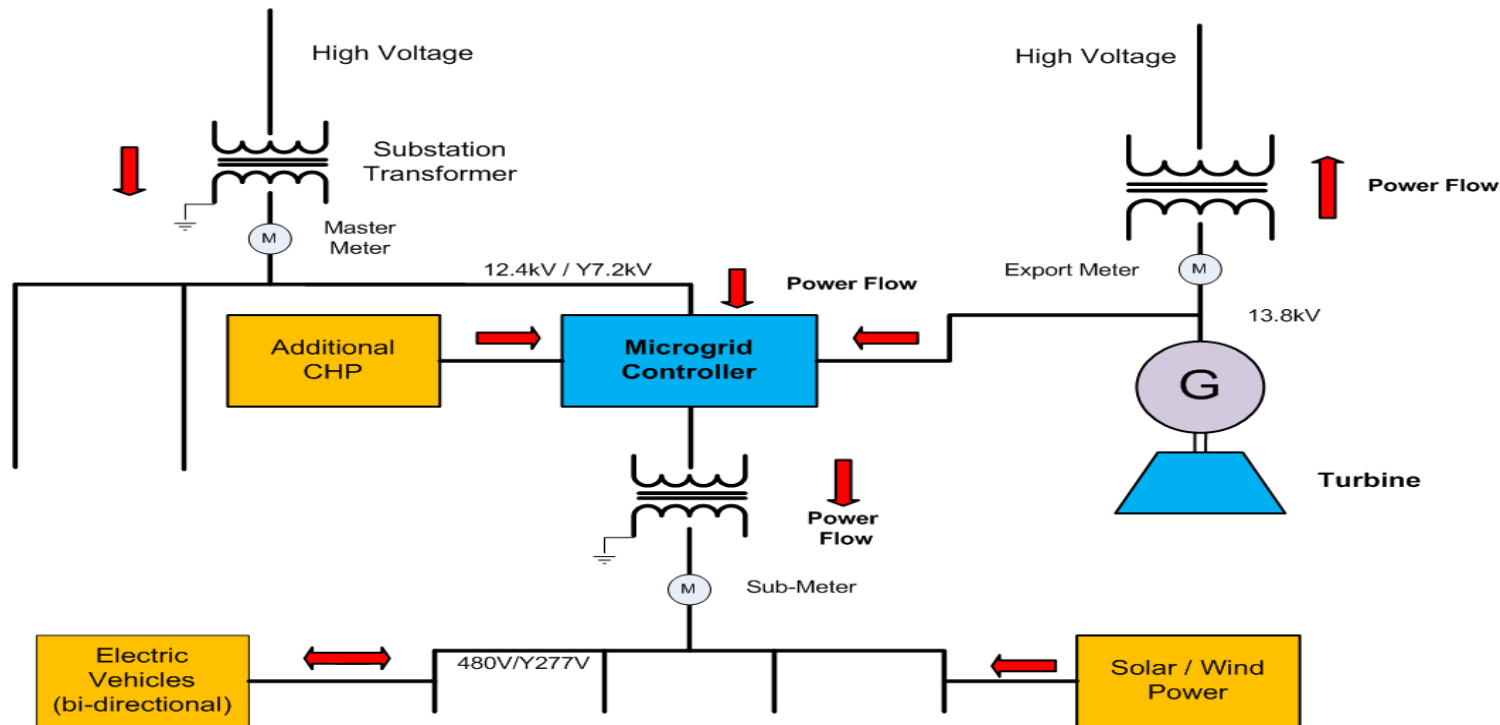 High Voltage
High Voltage
Substation
Transformer
Power Flow
Master
Meter
M
12.4kV / Y7.2kV
Power Flow
Export Meter
M
13.8kV
Additional
CHP
Microgrid
Controller
G
Turbine
Power
Flow
M
Sub-Meter
Electric
Vehicles
(bi-directional)
480V/Y277V
Solar / Wind
Power